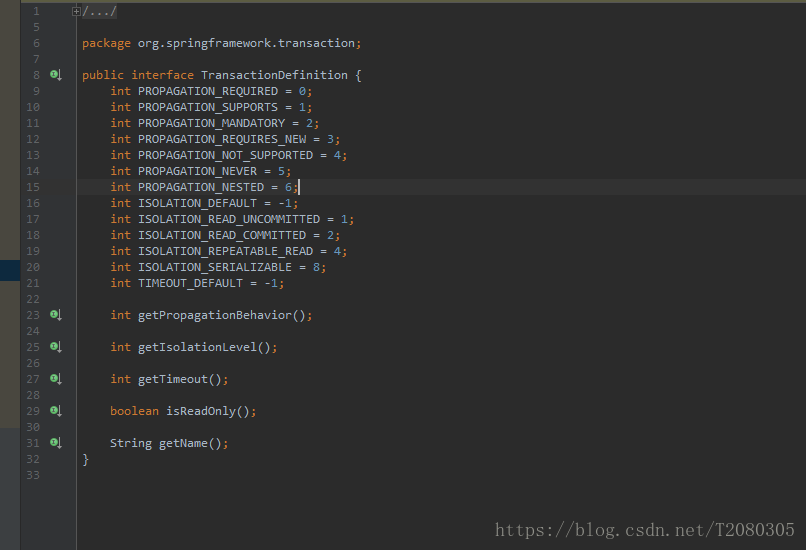 1 /.../
5
6 package org.springframework.transaction;
7
8 public interface TransactionDefinition {
9 int PROPAGATION_REQUIRED = 0;
10 int PROPAGATION_SUPPORTS = 1;
11 int PROPAGATION_MANDATORY = 2;
12 int PROPAGATION_REQUIRES_NEW = 3;
13 int PROPAGATION_NOT_SUPPORTED = 4;
14 int PROPAGATION_NEVER = 5;
15 int PROPAGATION_NESTED = 6;
16 int ISOLATION_DEFAULT = -1;
17 int ISOLATION_READ_UNCOMMITTED = 1;
18 int ISOLATION_READ_COMMITTED = 2;
19 int ISOLATION_REPEATABLE_READ = 4;
20 int ISOLATION_SERIALIZABLE = 8;
21 int TIMEOUT_DEFAULT = -1;
22
23 int getPropagationBehavior();
24
25 int getIsolationLevel();
26
27 int getTimeout();
28
29 boolean isReadOnly();
30
31 String getName();
32 }
33
https://blog.csdn.net/T2080305